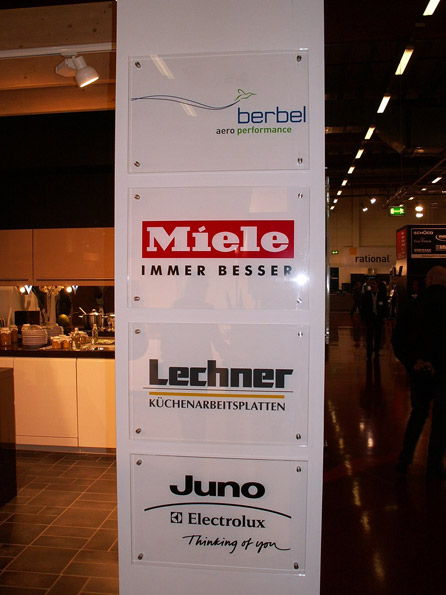 berbel
aero performance
Miele
IMMER BESSER
Lechner
KÜCHENARBEITSPLATTEN
Juno
Electrolux
Thinking of you
rational